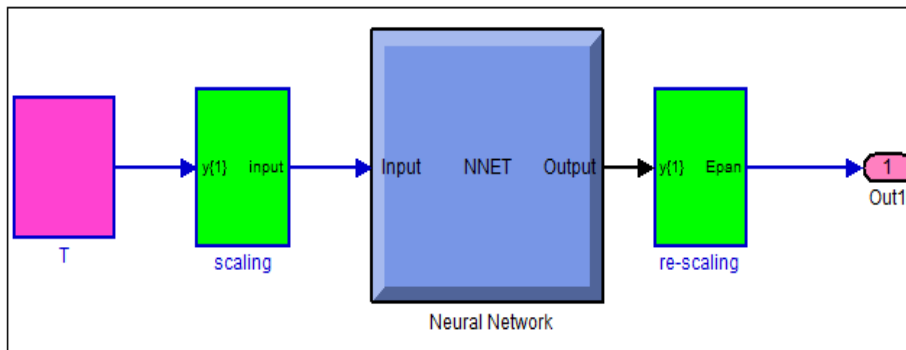 y{1} input
Input NNET Output
y{1} Epan
1
Out1
T
scaling
re-scaling
Neural Network